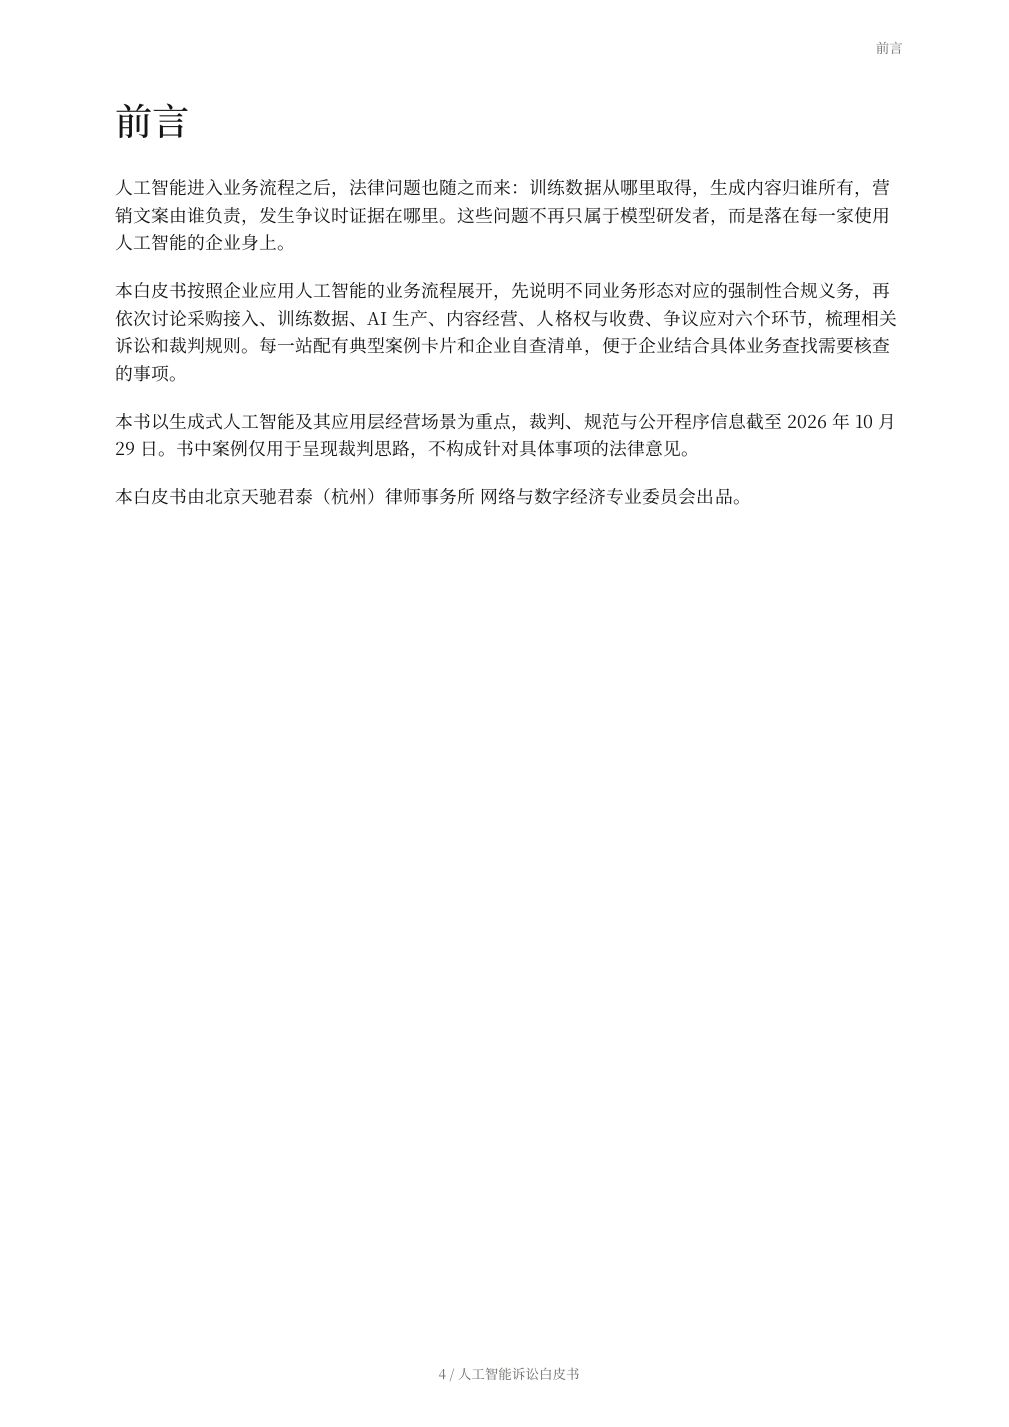 前言
前言
人工智能进入业务流程之后，法律问题也随之而来：训练数据从哪里取得，生成内容归谁所有，营
销文案由谁负责，发生争议时证据在哪里。这些问题不再只属于模型研发者，而是落在每一家使用
人工智能的企业身上。
本白皮书按照企业应用人工智能的业务流程展开，先说明不同业务形态对应的强制性合规义务，再
依次讨论采购接入、训练数据、AI 生产、内容经营、人格权与收费、争议应对六个环节，梳理相关
诉讼和裁判规则。每一站配有典型案例卡片和企业自查清单，便于企业结合具体业务查找需要核查
的事项。
本书以生成式人工智能及其应用层经营场景为重点，裁判、规范与公开程序信息截至 2026 年 10 月
29 日。书中案例仅用于呈现裁判思路，不构成针对具体事项的法律意见。
本白皮书由北京天驰君泰（杭州）律师事务所 网络与数字经济专业委员会出品。
4 / 人工智能诉讼白皮书